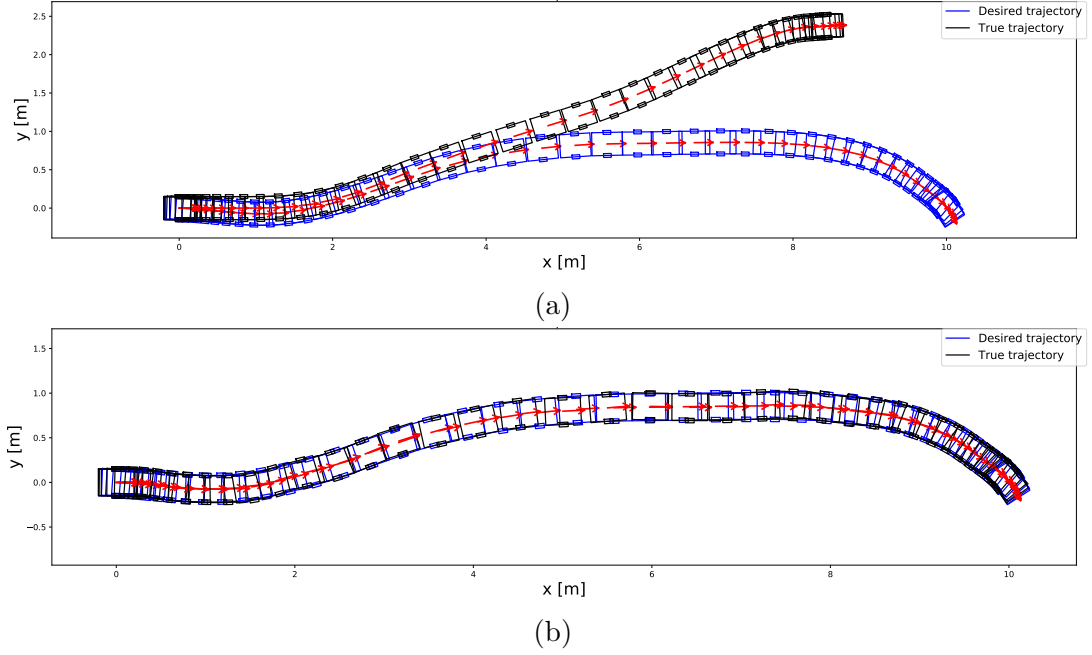 2.5
2.0
1.5
1.0
0.5
0.0
y [m]
0 2 4 6 8 10
x [m]
Desired trajectory
True trajectory
(a)
1.5
1.0
0.5
0.0
−0.5
y [m]
0 2 4 6 8 10
x [m]
Desired trajectory
True trajectory
(b)